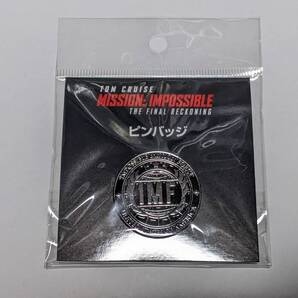 TOM CRUISE
MISSION: IMPOSSIBLE
THE FINAL RECKONING
ピンバッジ
IMF